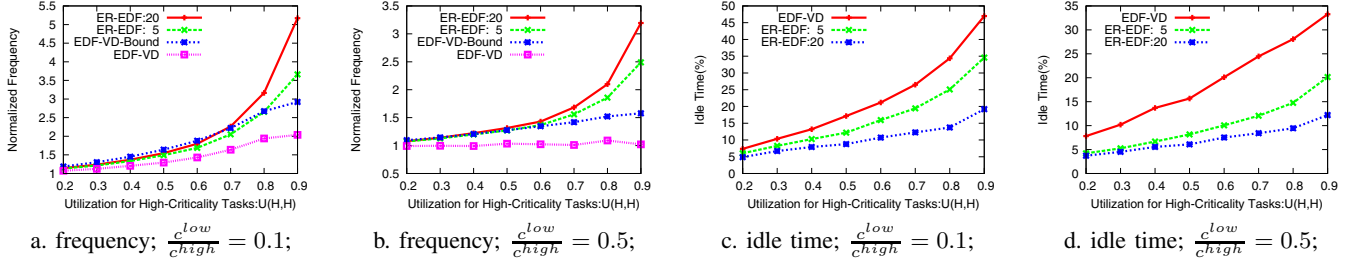 ER-EDF:20
ER-EDF: 5
EDF-VD-Bound
EDF-VD
Normalized Frequency
5.5
5
4.5
4
3.5
3
2.5
2
1.5
1
0.2 0.3 0.4 0.5 0.6 0.7 0.8 0.9
Utilization for High-Criticality Tasks:U(H,H)
a. frequency; c^low/c^high = 0.1;
ER-EDF:20
ER-EDF: 5
EDF-VD-Bound
EDF-VD
Normalized Frequency
3.5
3
2.5
2
1.5
1
0.5
0.2 0.3 0.4 0.5 0.6 0.7 0.8 0.9
Utilization for High-Criticality Tasks:U(H,H)
b. frequency; c^low/c^high = 0.5;
EDF-VD
ER-EDF: 5
ER-EDF:20
Idle Time(%)
50
45
40
35
30
25
20
15
10
5
0
0.2 0.3 0.4 0.5 0.6 0.7 0.8 0.9
Utilization for High-Criticality Tasks:U(H,H)
c. idle time; c^low/c^high = 0.1;
EDF-VD
ER-EDF: 5
ER-EDF:20
Idle Time(%)
35
30
25
20
15
10
5
0
0.2 0.3 0.4 0.5 0.6 0.7 0.8 0.9
Utilization for High-Criticality Tasks:U(H,H)
d. idle time; c^low/c^high = 0.5;